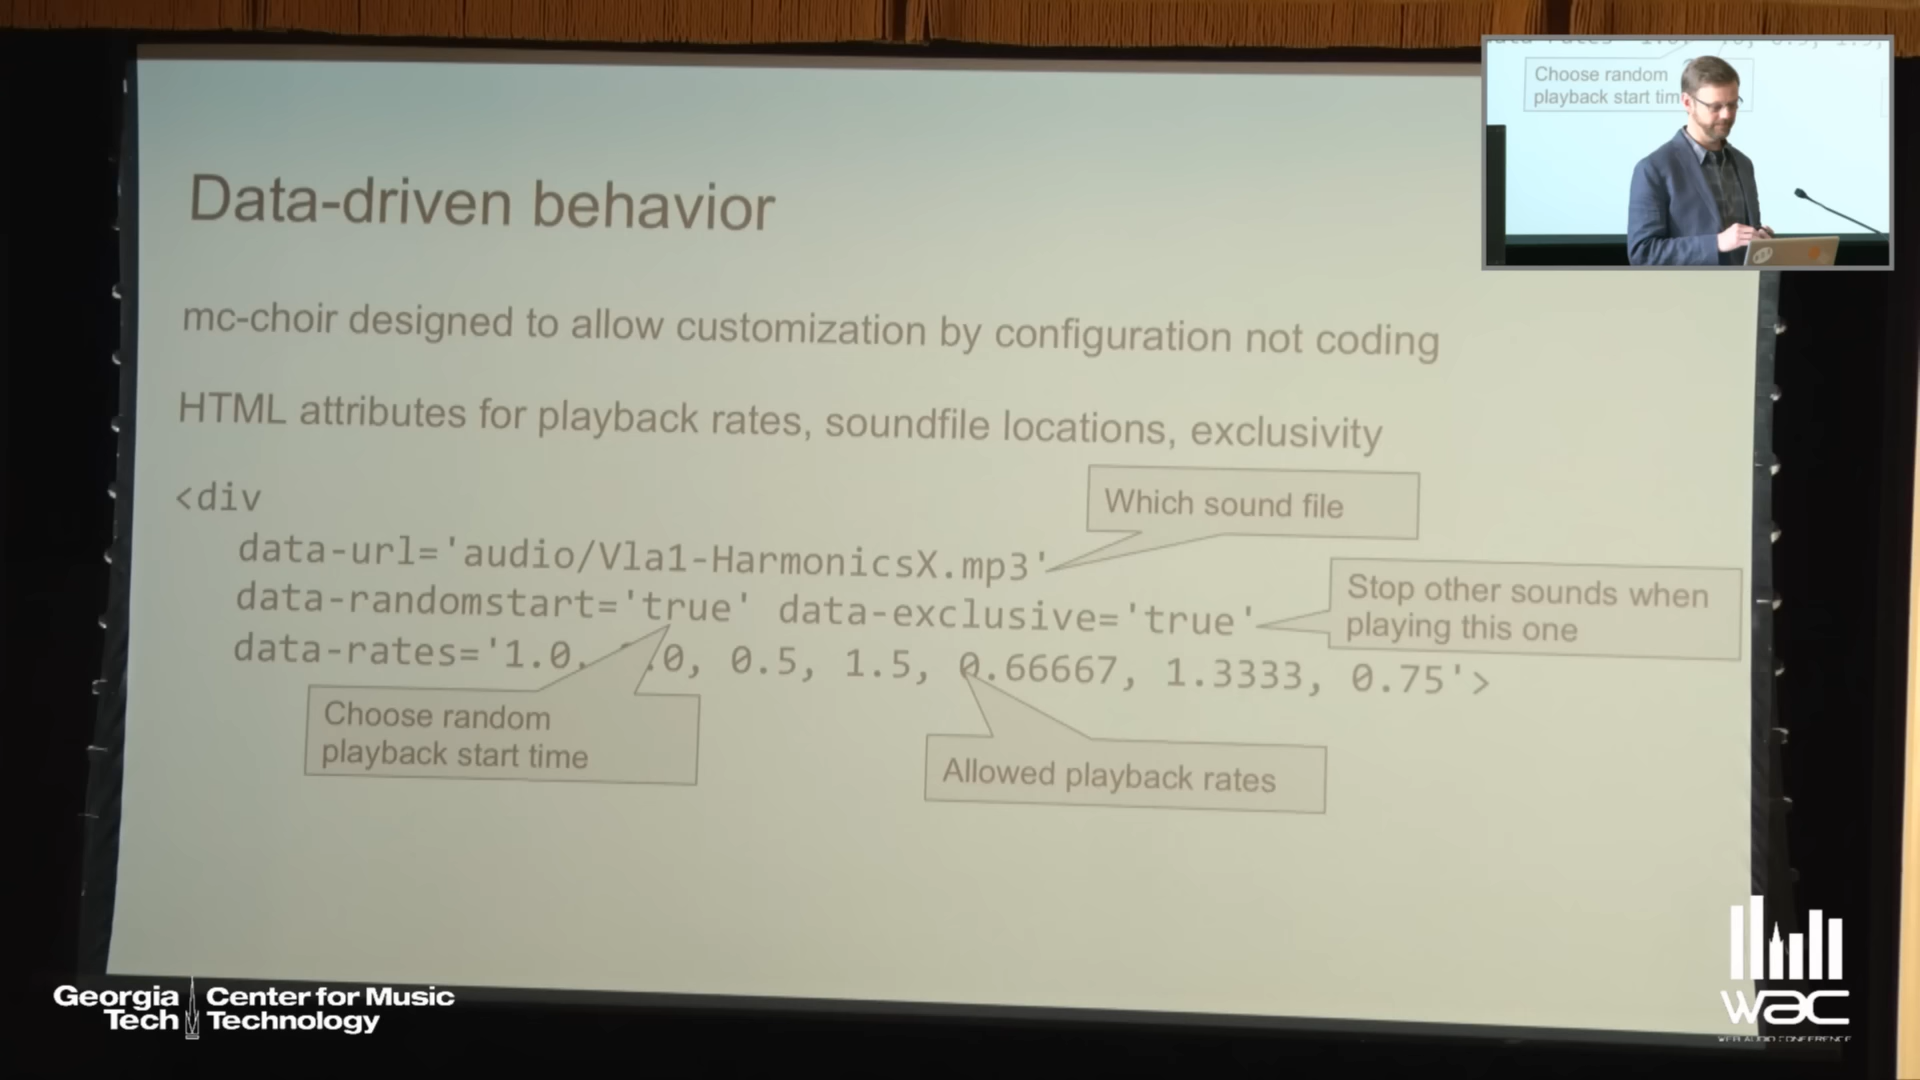 Data-driven behavior
mc-choir designed to allow customization by configuration not coding
HTML attributes for playback rates, soundfile locations, exclusivity
<div
data-url='audio/Vla1-HarmonicsX.mp3'
data-randomstart='true' data-exclusive='true'
data-rates='1.0, .0, 0.5, 1.5, 0.66667, 1.3333, 0.75'>
Which sound file
Stop other sounds when
playing this one
Choose random
playback start time
Allowed playback rates
Choose random
playback start tim
Georgia
Tech
Center for Music
Technology
wac
WEB AUDIO CONFERENCE